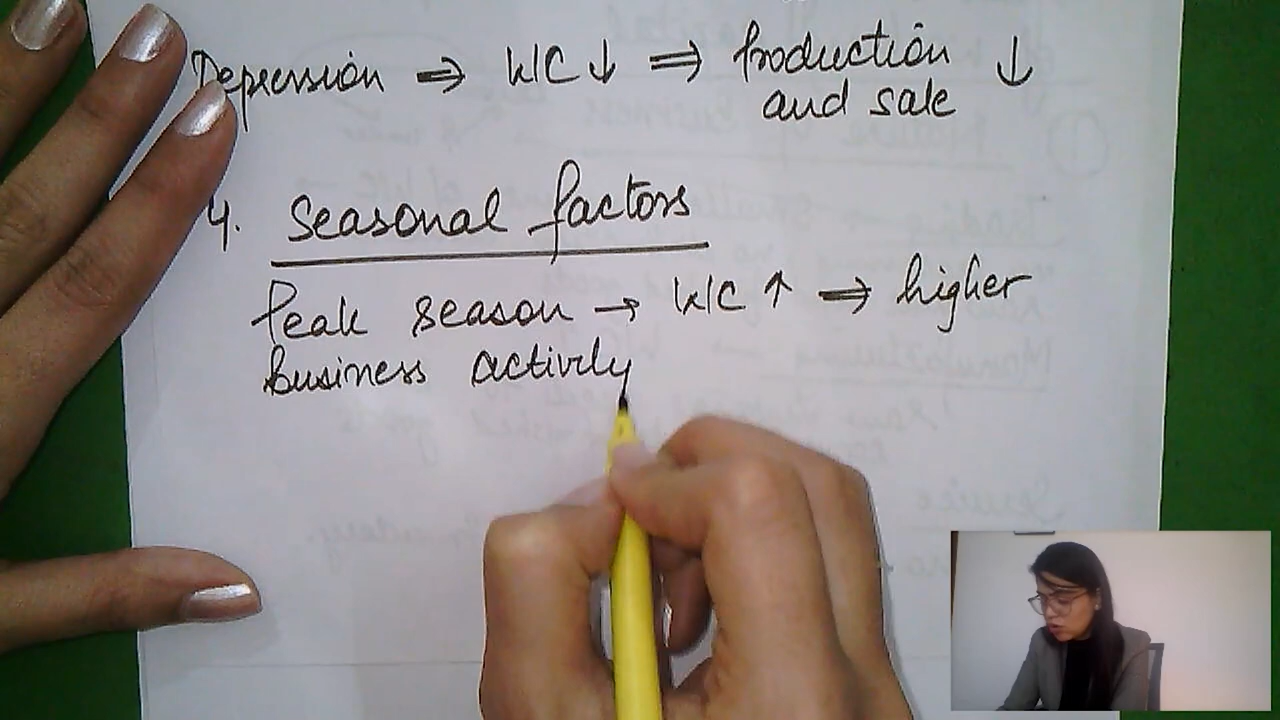 Depression ⇒ W/C ↓ ⇒ Production ↓
and sale
4. Seasonal factors
Peak season → W/C ↑ ⇒ higher
business activity